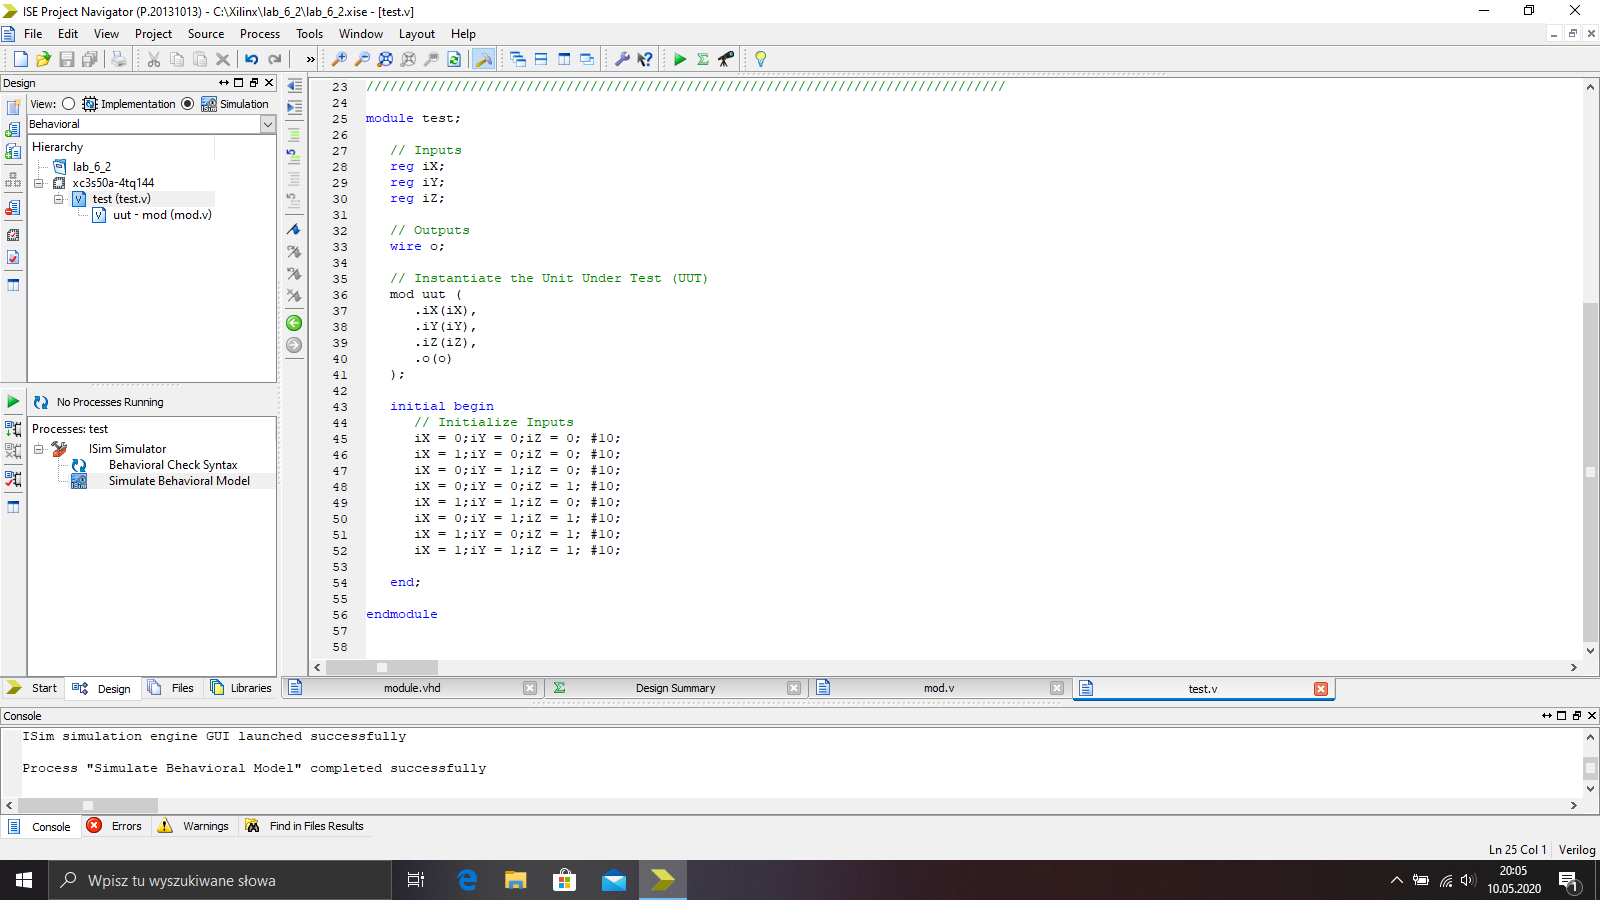 ISE Project Navigator (P.20131013) - C:\Xilinx\lab_6_2\lab_6_2.xise - [test.v]
File Edit View Project Source Process Tools Window Layout Help
»
Design
View: Implementation Simulation
Behavioral
Hierarchy
lab_6_2
xc3s50a-4tq144
test (test.v)
uut - mod (mod.v)
No Processes Running
Processes: test
ISim Simulator
Behavioral Check Syntax
Simulate Behavioral Model
Start Design Files Libraries
23 ////////////////////////////////////////////////////////////////////////////////
24
25 module test;
26
27 // Inputs
28 reg iX;
29 reg iY;
30 reg iZ;
31
32 // Outputs
33 wire o;
34
35 // Instantiate the Unit Under Test (UUT)
36 mod uut (
37 .iX(iX),
38 .iY(iY),
39 .iZ(iZ),
40 .o(o)
41 );
42
43 initial begin
44 // Initialize Inputs
45 iX = 0;iY = 0;iZ = 0; #10;
46 iX = 1;iY = 0;iZ = 0; #10;
47 iX = 0;iY = 1;iZ = 0; #10;
48 iX = 0;iY = 0;iZ = 1; #10;
49 iX = 1;iY = 1;iZ = 0; #10;
50 iX = 0;iY = 1;iZ = 1; #10;
51 iX = 1;iY = 0;iZ = 1; #10;
52 iX = 1;iY = 1;iZ = 1; #10;
53
54 end;
55
56 endmodule
57
58
module.vhd Design Summary mod.v test.v
Console
ISim simulation engine GUI launched successfully
Process "Simulate Behavioral Model" completed successfully
Console Errors Warnings Find in Files Results
Ln 25 Col 1 Verilog
Wpisz tu wyszukiwane słowa
20:05
10.05.2020
1